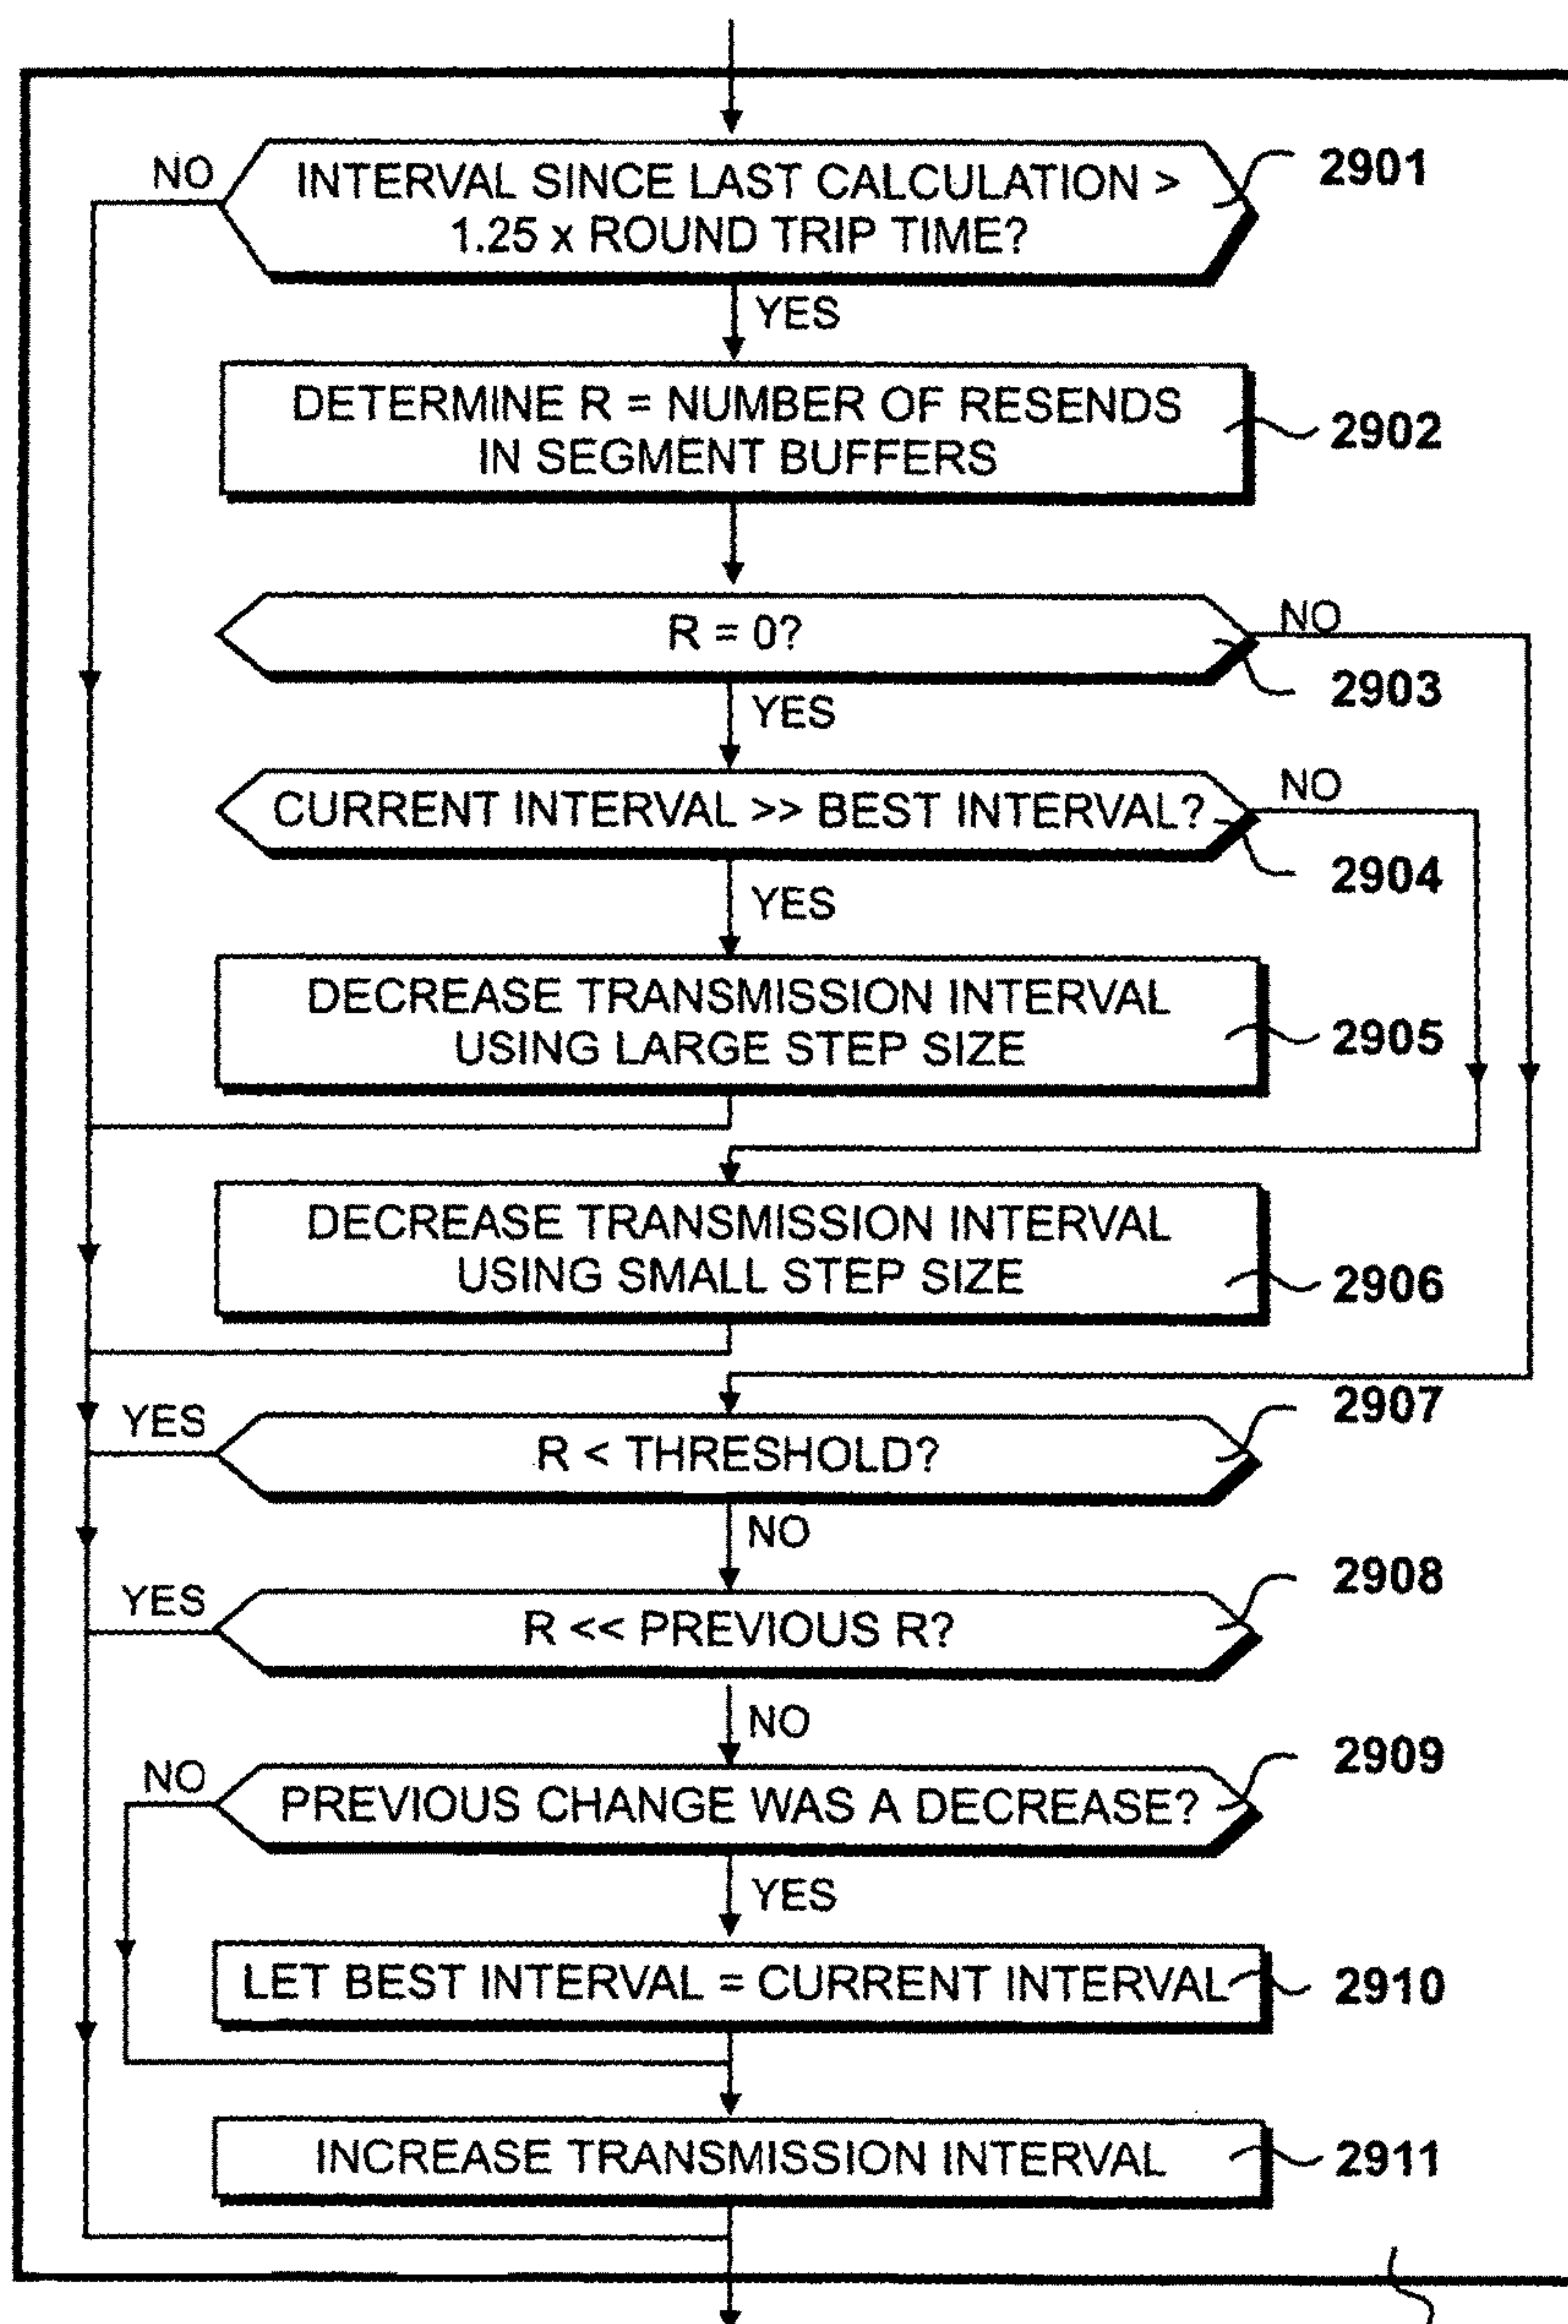 NO
INTERVAL SINCE LAST CALCULATION >
1.25 x ROUND TRIP TIME?
2901
YES
DETERMINE R = NUMBER OF RESENDS
IN SEGMENT BUFFERS
2902
R = 0?
NO
2903
YES
CURRENT INTERVAL >> BEST INTERVAL?
NO
2904
YES
DECREASE TRANSMISSION INTERVAL
USING LARGE STEP SIZE
2905
DECREASE TRANSMISSION INTERVAL
USING SMALL STEP SIZE
2906
YES
R < THRESHOLD?
2907
NO
YES
R << PREVIOUS R?
2908
NO
NO
PREVIOUS CHANGE WAS A DECREASE?
2909
YES
LET BEST INTERVAL = CURRENT INTERVAL
2910
INCREASE TRANSMISSION INTERVAL
2911